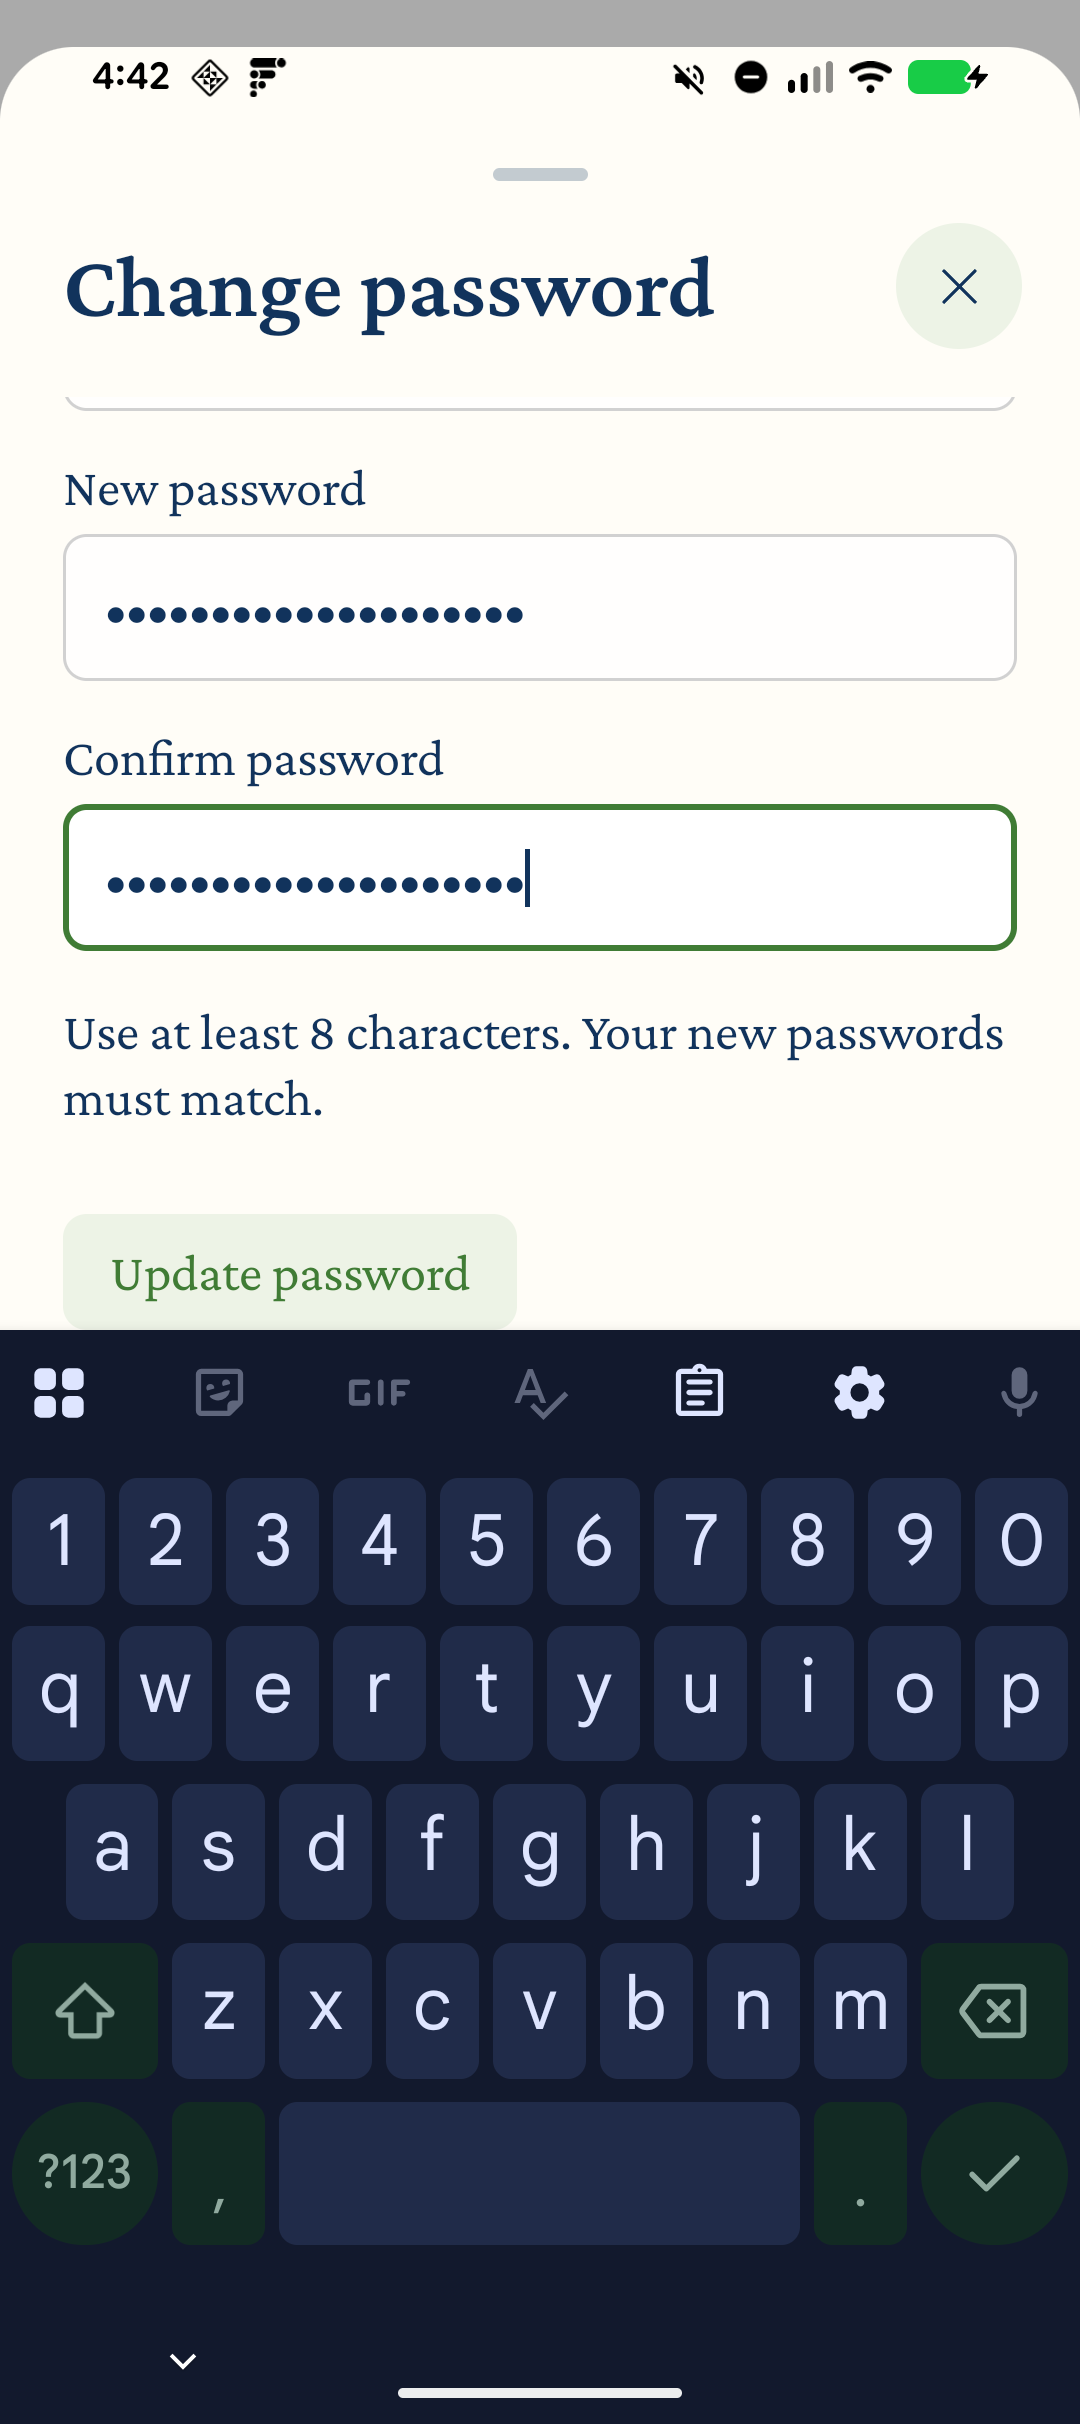 4:42
Change password
New password
••••••••••••••••••••
Confirm password
••••••••••••••••••••
Use at least 8 characters. Your new passwords
must match.
Update password
GIF
1 2 3 4 5 6 7 8 9 0
q w e r t y u i o p
a s d f g h j k l
z x c v b n m
?123 , .